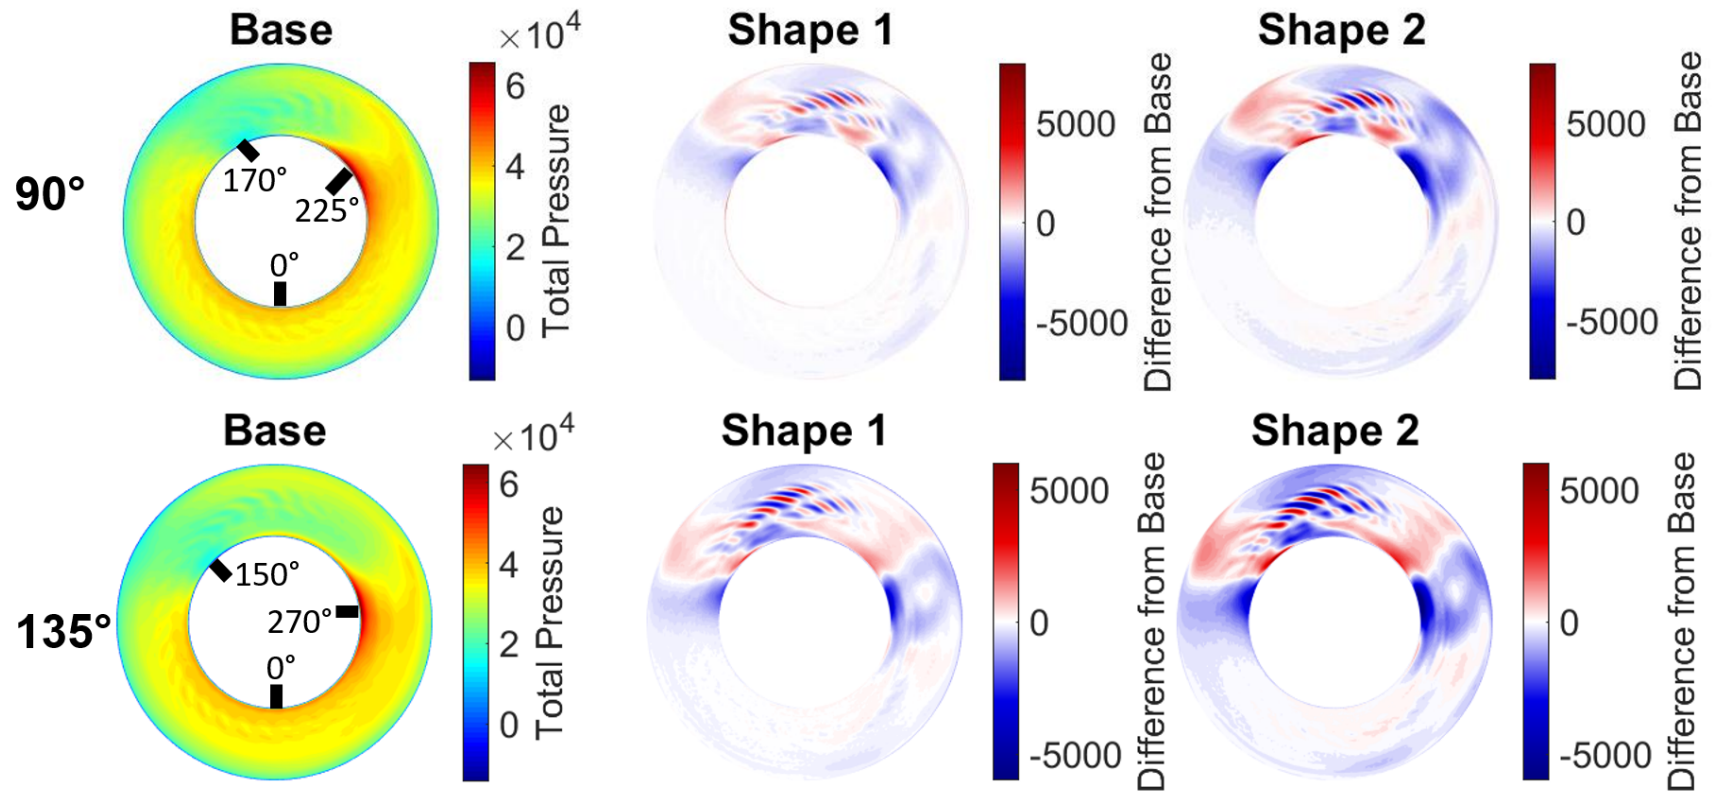 Base
×10⁴
Shape 1
Shape 2
90°
170°
225°
0°
6
4
2
0
Total Pressure
5000
0
-5000
Difference from Base
5000
0
-5000
Difference from Base
Base
×10⁴
Shape 1
Shape 2
135°
150°
270°
0°
6
4
2
0
Total Pressure
5000
0
-5000
Difference from Base
5000
0
-5000
Difference from Base